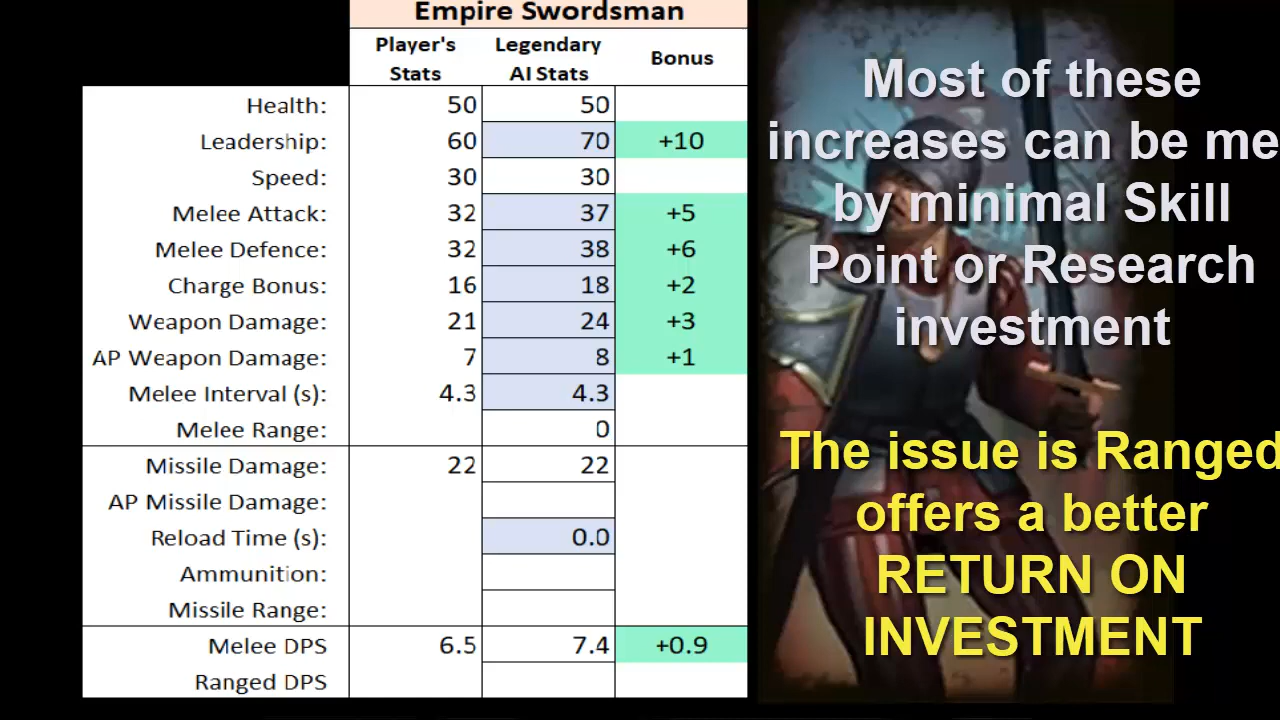 Empire Swordsman
Player's Stats Legendary AI Stats Bonus
Health: 50 50
Leadership: 60 70 +10
Speed: 30 30
Melee Attack: 32 37 +5
Melee Defence: 32 38 +6
Charge Bonus: 16 18 +2
Weapon Damage: 21 24 +3
AP Weapon Damage: 7 8 +1
Melee Interval (s): 4.3 4.3
Melee Range: 0
Missile Damage: 22 22
AP Missile Damage:
Reload Time (s): 0.0
Ammunition:
Missile Range:
Melee DPS 6.5 7.4 +0.9
Ranged DPS
Most of these
increases can be me
by minimal Skill
Point or Research
investment
The issue is Ranged
offers a better
RETURN ON
INVESTMENT